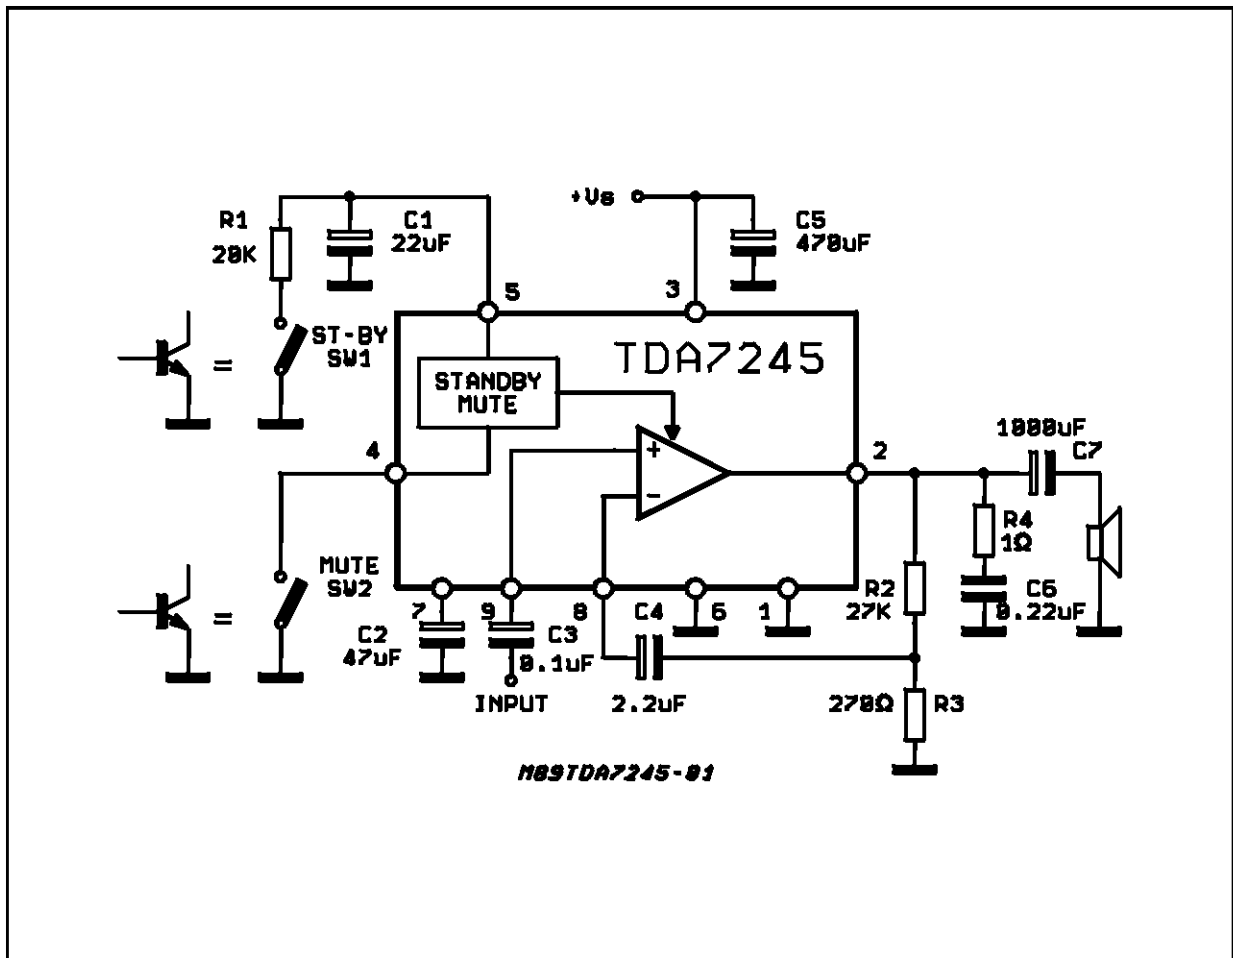 +Vs
R1
20K
C1
22uF
C5
470uF
5
3
ST-BY
SW1
=
TDA7245
STANDBY
MUTE
4
+
−
2
1000uF
C7
R4
1Ω
MUTE
SW2
=
R2
27K
C6
0.22uF
7
9
8
C4
6
1
C2
47uF
C3
0.1uF
INPUT
2.2uF
270Ω
R3
M89TDA7245-01